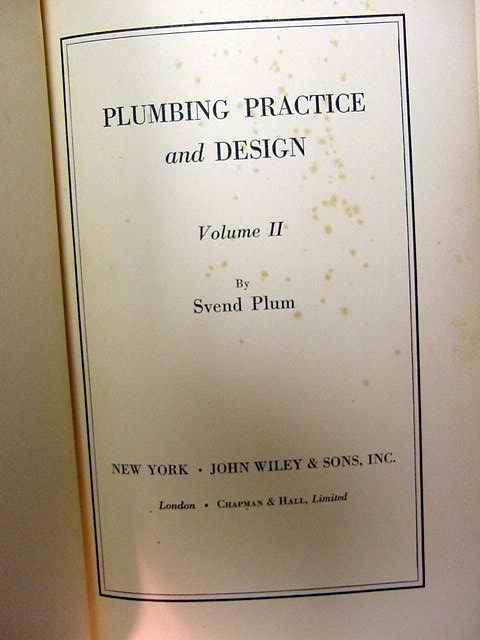 PLUMBING PRACTICE
and DESIGN
Volume II
By
Svend Plum
NEW YORK · JOHN WILEY & SONS, INC.
London · CHAPMAN & HALL, Limited